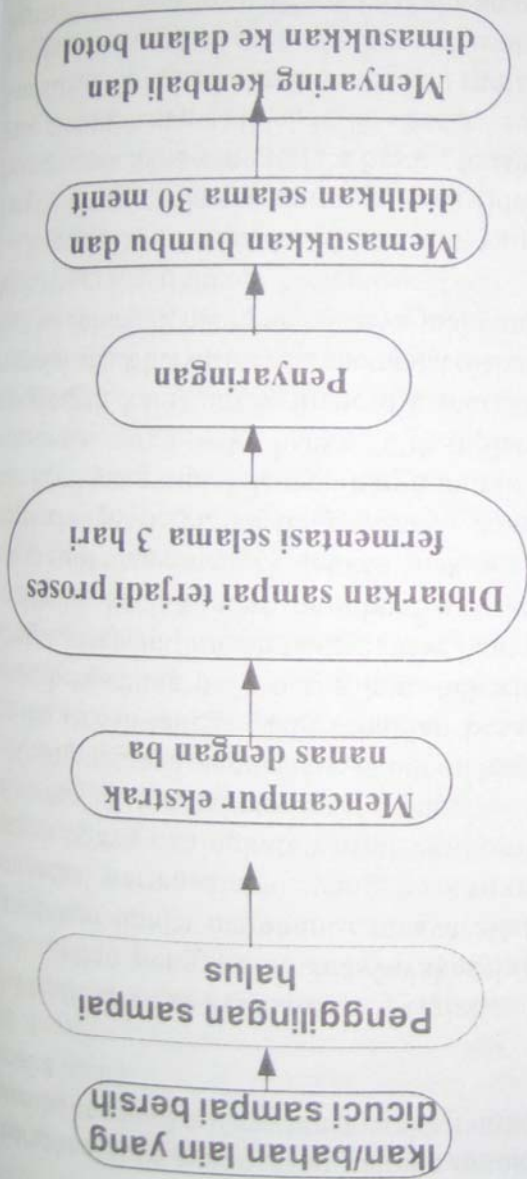 Ikan/bahan lain yang
dicuci sampai bersih
Penggilingan sampai
halus
Mencampur ekstrak
nanas dengan ba
Dibiarkan sampai terjadi proses
fermentasi selama 3 hari
Penyaringan
Memasukkan bumbu dan
didihkan selama 30 menit
Menyaring kembali dan
dimasukkan ke dalam botol